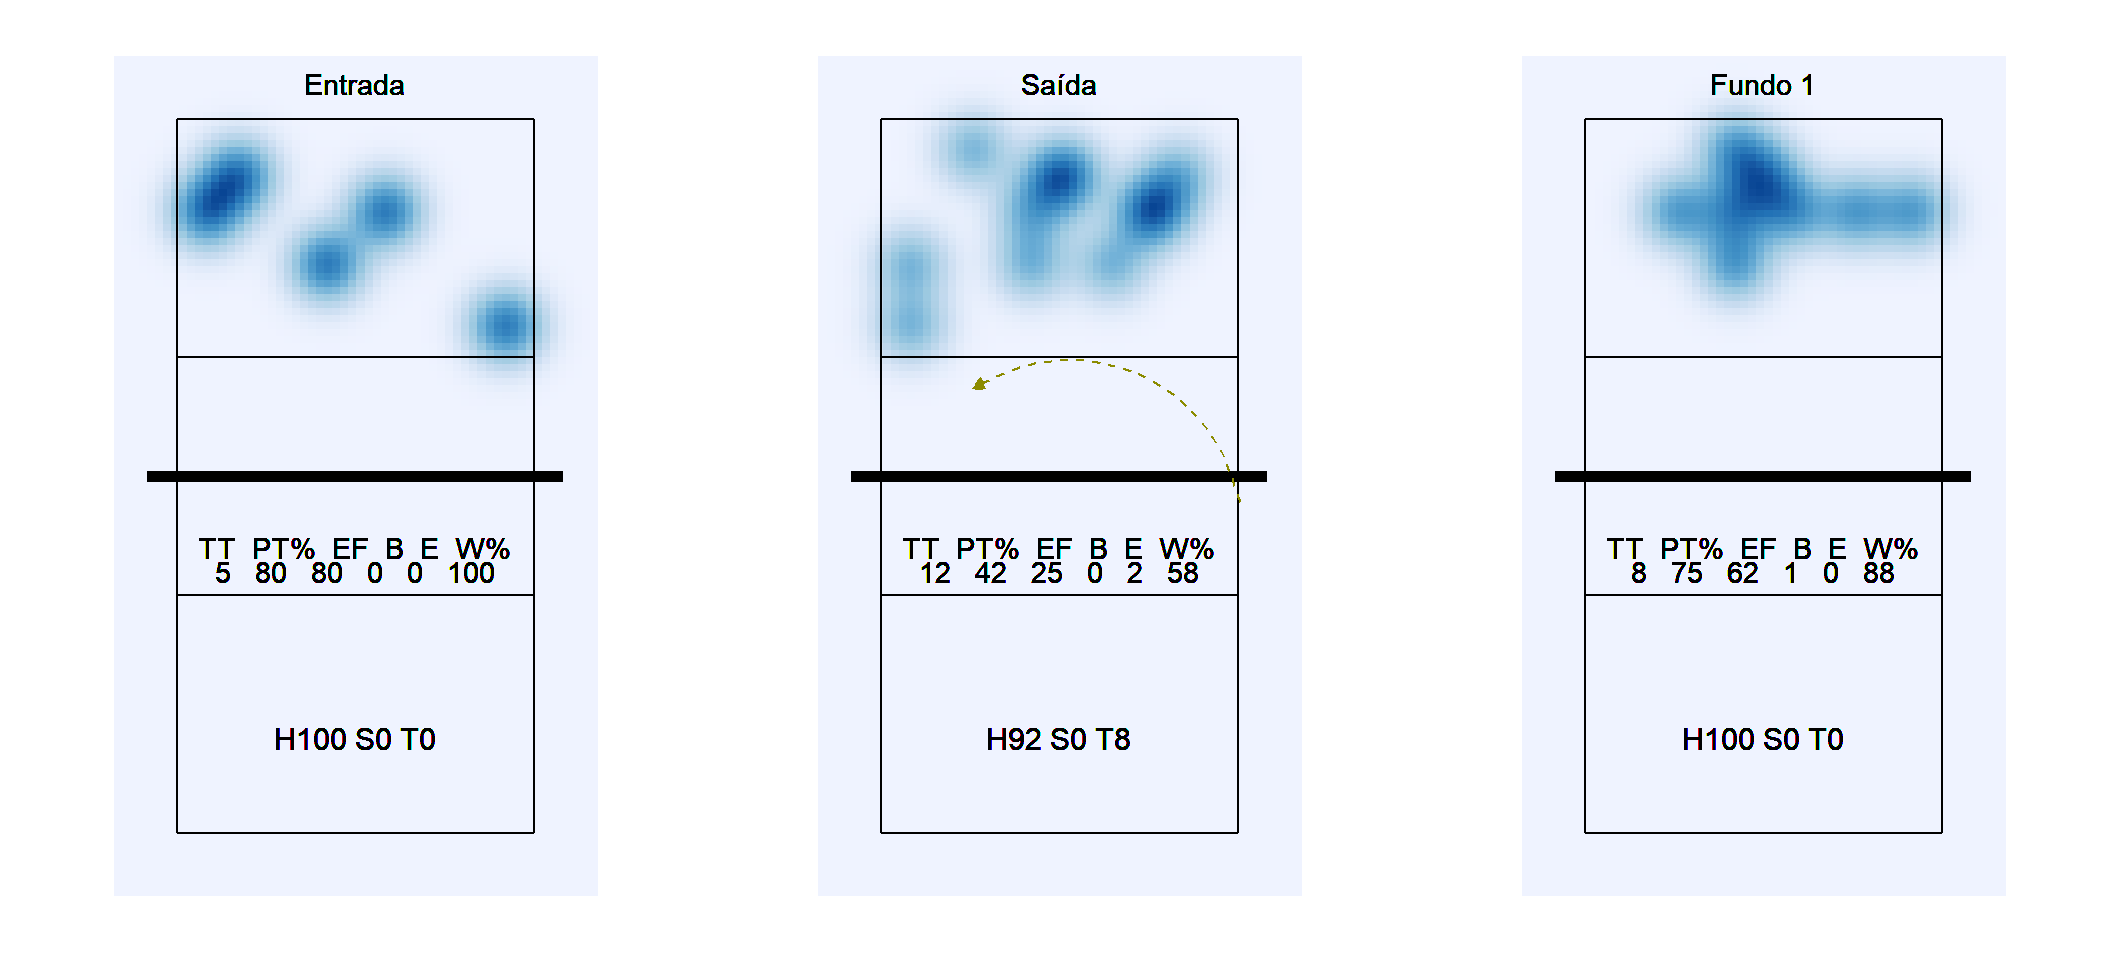 Entrada
TT PT% EF B E W%
5 80 80 0 0 100
H100 S0 T0
Saída
TT PT% EF B E W%
12 42 25 0 2 58
H92 S0 T8
Fundo 1
TT PT% EF B E W%
8 75 62 1 0 88
H100 S0 T0